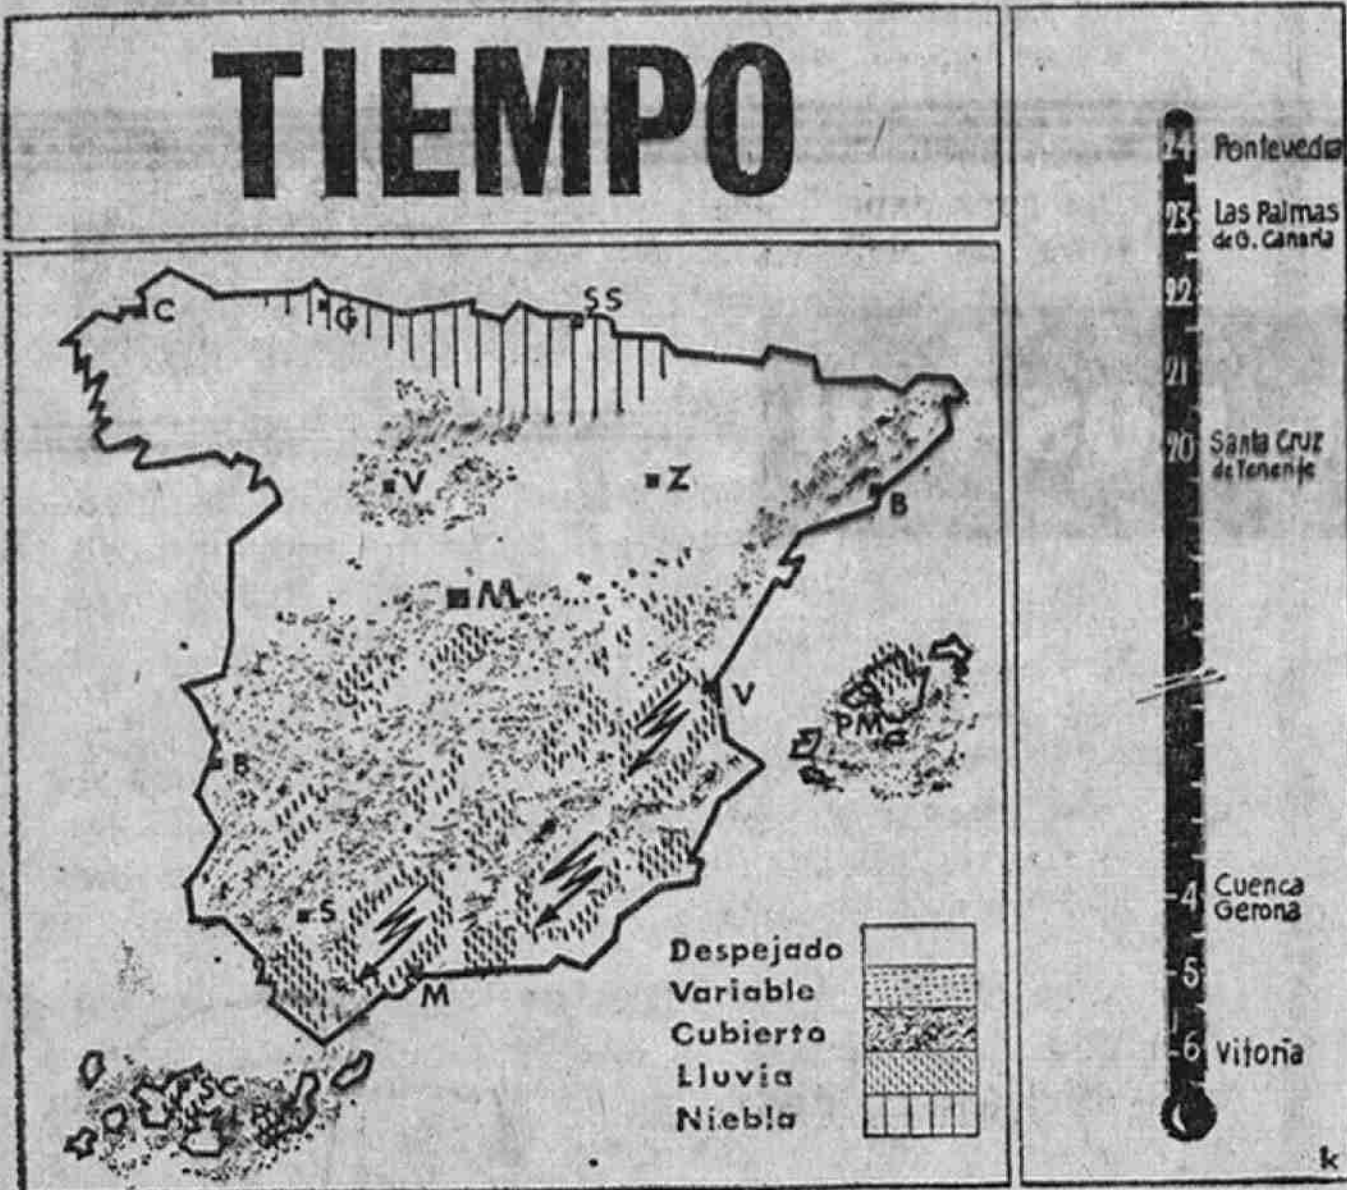 TIEMPO
C
G
SS
V
Z
B
M
V
PM
B
S
M
SC
Despejado
Variable
Cubierto
Lluvia
Niebla
24 Pontevedra
23 Las Palmas
de G. Canaria
22
21
20 Santa Cruz
de Tenerife
-4 Cuenca
Gerona
-5
-6 Vitoria
k